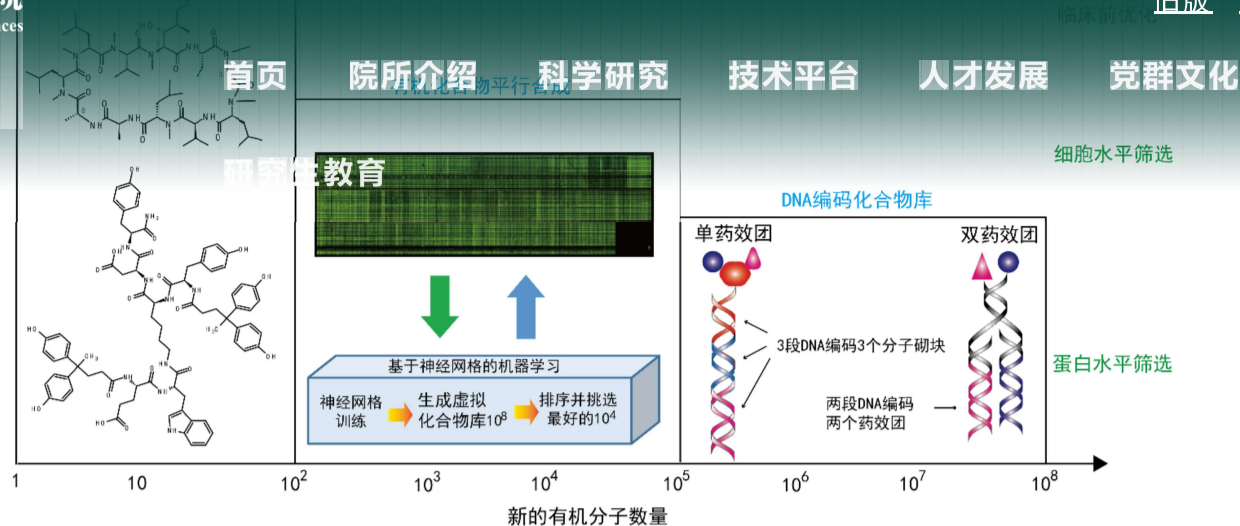 ces
旧版
临床前优化
首页 院所介绍 科学研究 技术平台 人才发展 党群文化
有机化合物平行合成
研究生教育
细胞水平筛选
DNA编码化合物库
单药效团
双药效团
3段DNA编码3个分子砌块
蛋白水平筛选
基于神经网格的机器学习
神经网格
训练
生成虚拟
化合物库10⁸
排序并挑选
最好的10⁴
两段DNA编码
两个药效团
1 10 10² 10³ 10⁴ 10⁵ 10⁶ 10⁷ 10⁸
新的有机分子数量